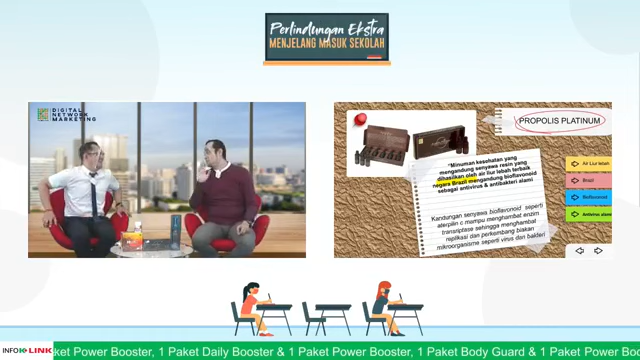 Perlindungan Ekstra
MENJELANG MASUK SEKOLAH
DIGITAL
NETWORK
MARKETING
PROPOLIS PLATINUM
"Minuman kesehatan yang
mengandung senyawa resin yang
dihasilkan oleh air liur lebah terbaik
negara Brazil mengandung bioflavonoid
sebagai antivirus & antibakteri alami
Kandungan senyawa bioflavonoid seperti
aterpilin c mampu menghambat enzim
transriptase sehingga menghambat
replikasi dan perkembang biakan
mikroorganisme seperti virus dan bakteri
Air Liur lebah
Brazil
Bioflavonoid
Antivirus alami
INFO K-LINK
ket Power Booster, 1 Paket Daily Booster & 1 Paket Power Booster, 1 Paket Body Guard & 1 Paket Power Boo